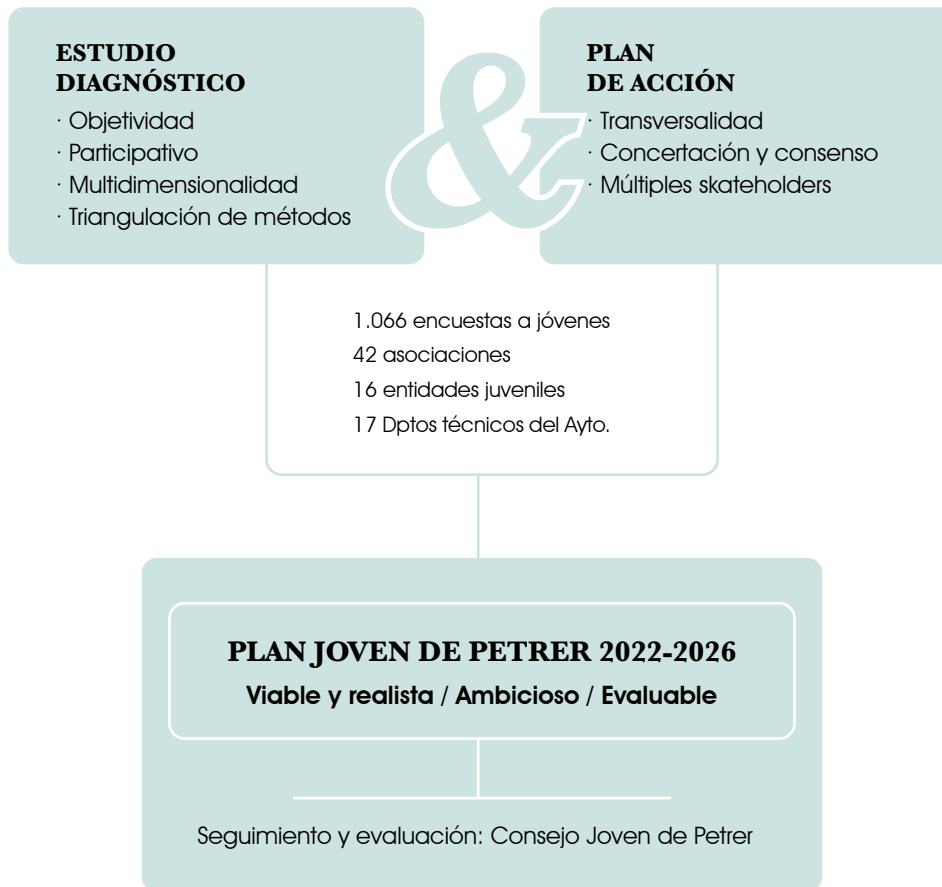 ESTUDIO
DIAGNÓSTICO
· Objetividad
· Participativo
· Multidimensionalidad
· Triangulación de métodos
&
PLAN
DE ACCIÓN
· Transversalidad
· Concertación y consenso
· Múltiples skateholders
1.066 encuestas a jóvenes
42 asociaciones
16 entidades juveniles
17 Dptos técnicos del Ayto.
PLAN JOVEN DE PETRER 2022-2026
Viable y realista / Ambicioso / Evaluable
Seguimiento y evaluación: Consejo Joven de Petrer